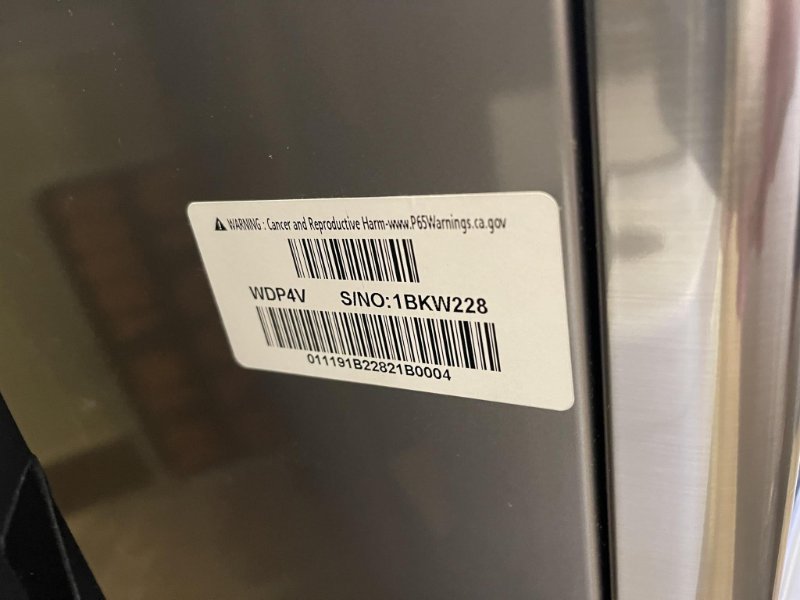 WARNING : Cancer and Reproductive Harm-www.P65Warnings.ca.gov
WDP4V S/NO:1BKW228
011191B22821B0004